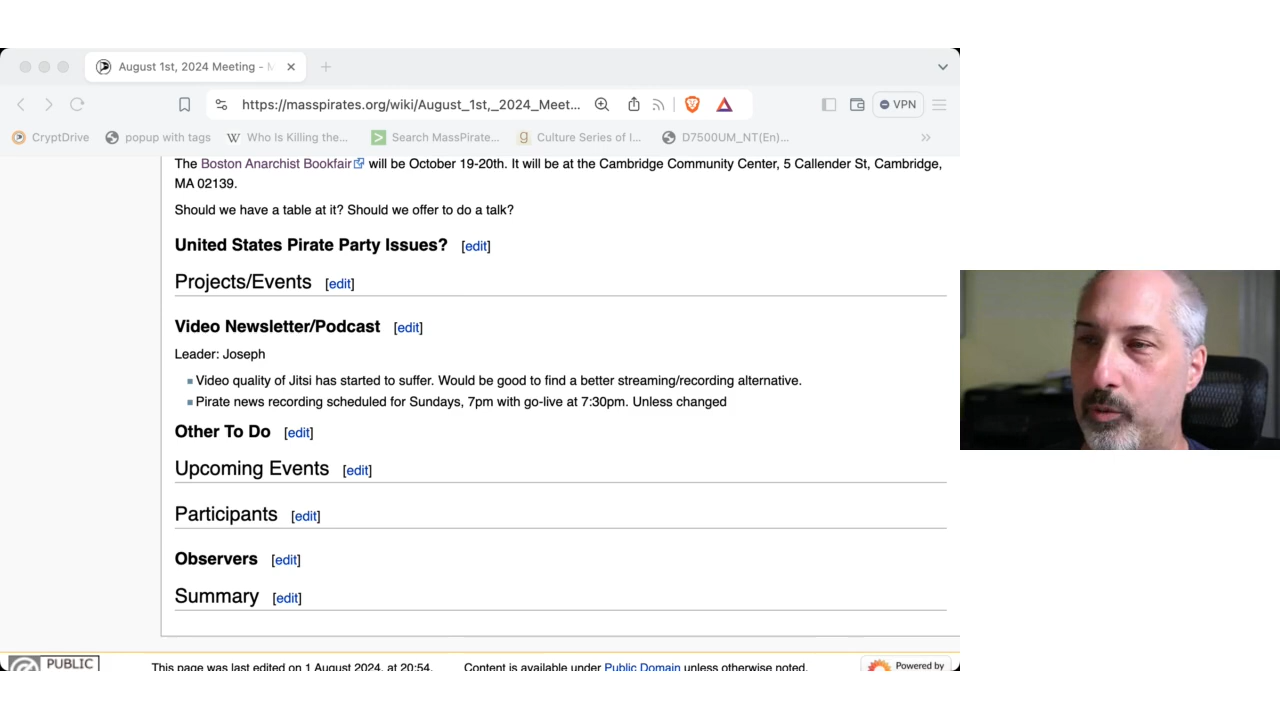 August 1st, 2024 Meeting - M
https://masspirates.org/wiki/August_1st,_2024_Meet...
VPN
CryptDrive
popup with tags
Who Is Killing the...
Search MassPirate...
Culture Series of I...
D7500UM_NT(En)...
The Boston Anarchist Bookfair will be October 19-20th. It will be at the Cambridge Community Center, 5 Callender St, Cambridge,
MA 02139.
Should we have a table at it? Should we offer to do a talk?
United States Pirate Party Issues? [edit]
Projects/Events [edit]
Video Newsletter/Podcast [edit]
Leader: Joseph
Video quality of Jitsi has started to suffer. Would be good to find a better streaming/recording alternative.
Pirate news recording scheduled for Sundays, 7pm with go-live at 7:30pm. Unless changed
Other To Do [edit]
Upcoming Events [edit]
Participants [edit]
Observers [edit]
Summary [edit]
PUBLIC
This page was last edited on 1 August 2024, at 20:54.
Content is available under Public Domain unless otherwise noted.
Powered by